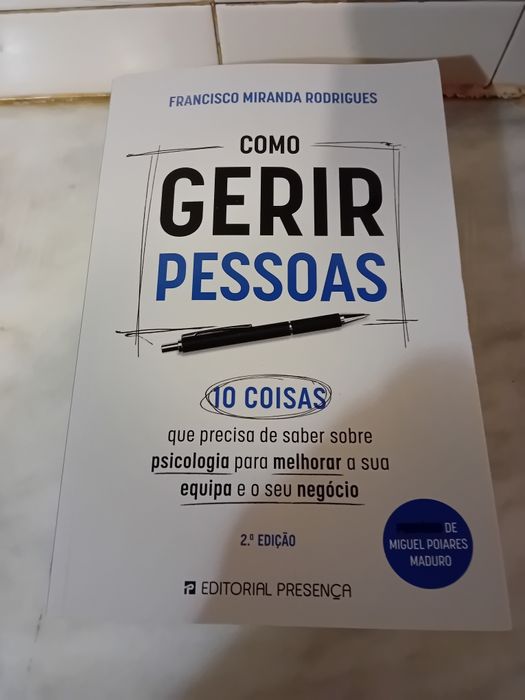 FRANCISCO MIRANDA RODRIGUES
COMO
GERIR
PESSOAS
10 COISAS
que precisa de saber sobre
psicologia para melhorar a sua
equipa e o seu negócio
2.ª EDIÇÃO
DE
MIGUEL POIARES
MADURO
EDITORIAL PRESENÇA